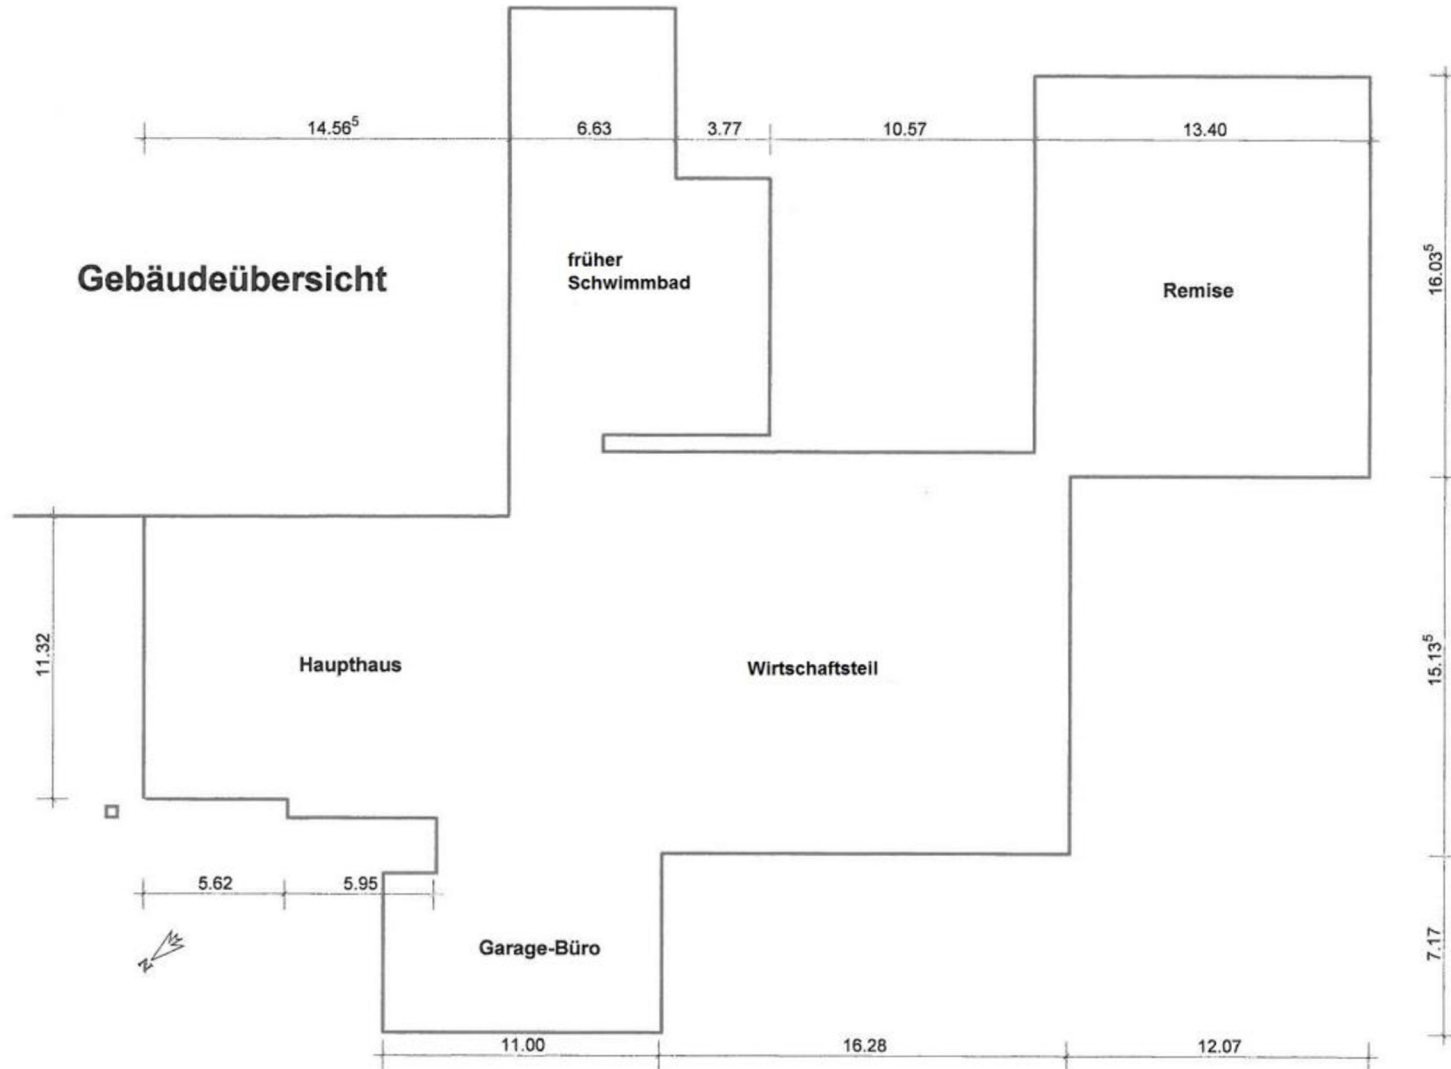 14.56⁵
6.63
3.77
10.57
13.40
Gebäudeübersicht
früher
Schwimmbad
Remise
16.03⁵
11.32
Haupthaus
Wirtschaftsteil
15.13⁵
5.62
5.95
N
Garage-Büro
7.17
11.00
16.28
12.07